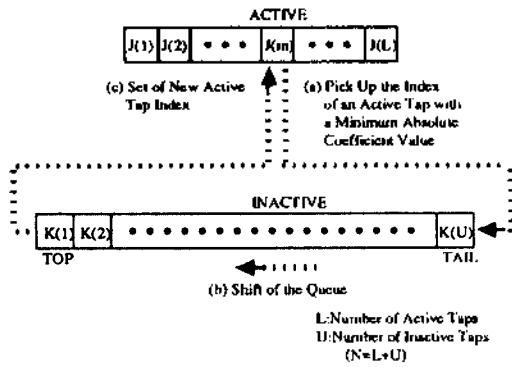 ACTIVE
J(1) J(2) • • • J(m) • • • J(L)
(c) Set of New Active
Tap Index
(a) Pick Up the Index
of an Active Tap with
a Minimum Absolute
Coefficient Value
INACTIVE
K(1) K(2) • • • • • • • • • • • • • • • • • K(U)
TOP TAIL
(b) Shift of the Queue
L:Number of Active Taps
U:Number of Inactive Taps
(N=L+U)